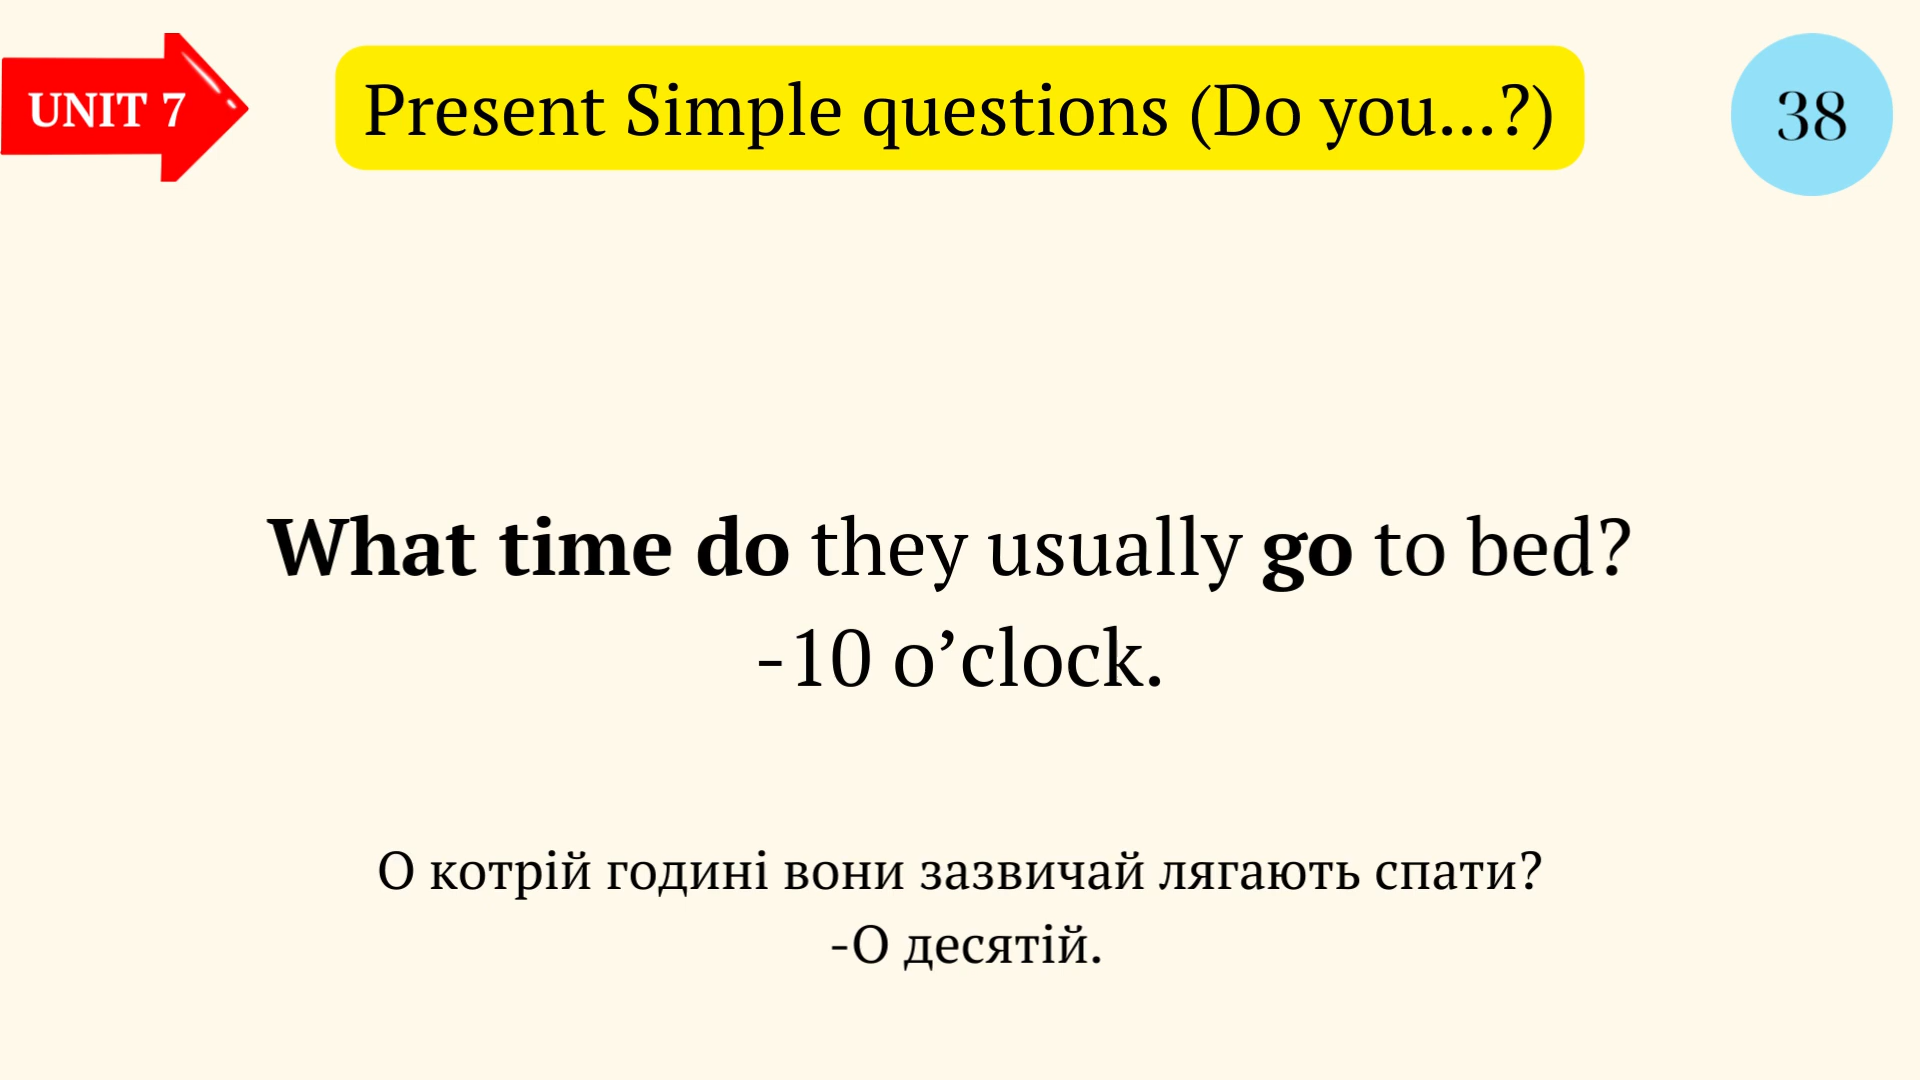 UNIT 7
Present Simple questions (Do you...?)
38
What time do they usually go to bed?
-10 o’clock.
О котрій годині вони зазвичай лягають спати?
-О десятій.